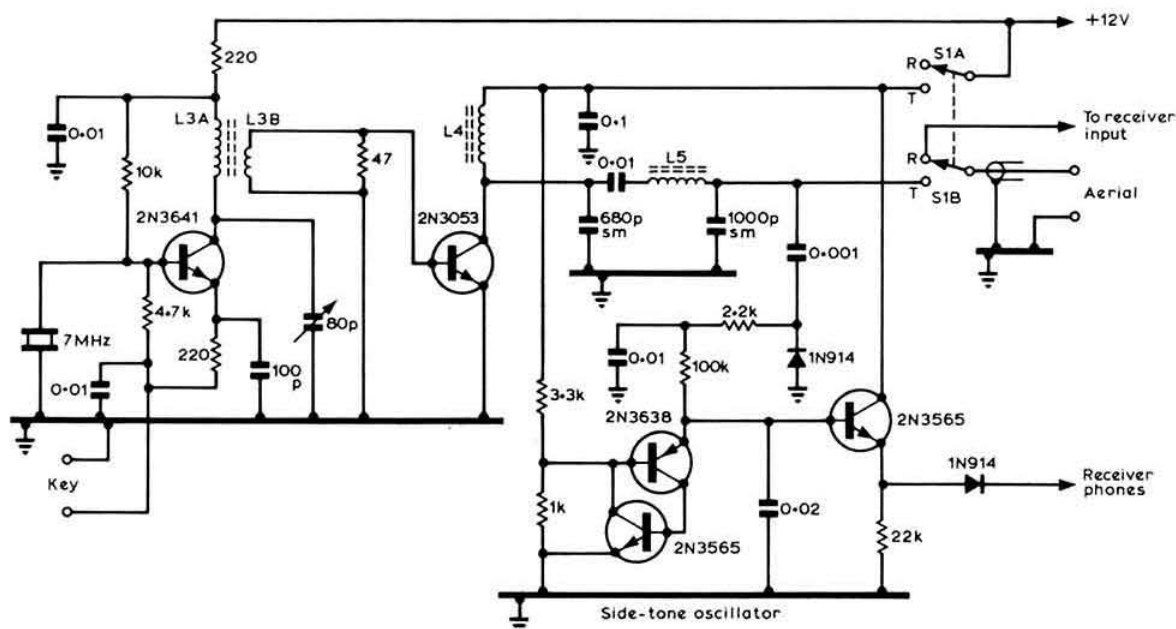 +12V
220
R
S1A
T
0·01
L3A
L3B
L4
0·1
To receiver
input
10k
47
0·01
L5
R
T
S1B
Aerial
2N3641
2N3053
680p
sm
1000p
sm
0·001
4·7k
80p
2·2k
7MHz
220
100
p
0·01
0·01
100k
1N914
3·3k
2N3638
2N3565
Key
1N914
Receiver
phones
1k
2N3565
0·02
22k
Side-tone oscillator